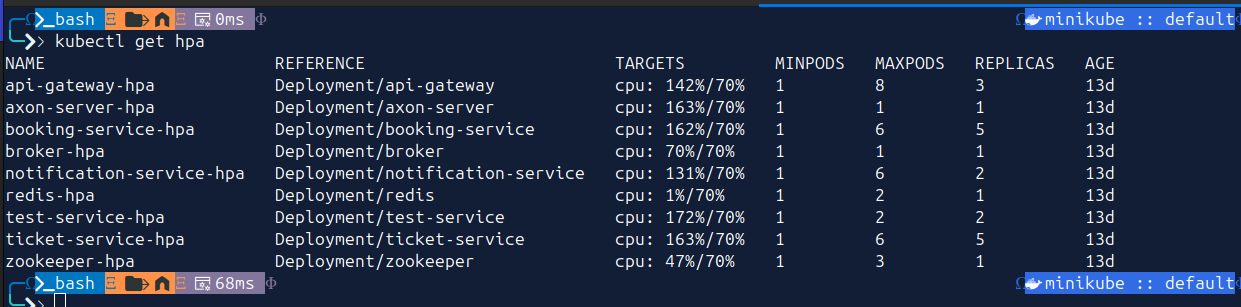 bash 0ms minikube :: default
kubectl get hpa
NAME REFERENCE TARGETS MINPODS MAXPODS REPLICAS AGE
api-gateway-hpa Deployment/api-gateway cpu: 142%/70% 1 8 3 13d
axon-server-hpa Deployment/axon-server cpu: 163%/70% 1 1 1 13d
booking-service-hpa Deployment/booking-service cpu: 162%/70% 1 6 5 13d
broker-hpa Deployment/broker cpu: 70%/70% 1 1 1 13d
notification-service-hpa Deployment/notification-service cpu: 131%/70% 1 6 2 13d
redis-hpa Deployment/redis cpu: 1%/70% 1 2 1 13d
test-service-hpa Deployment/test-service cpu: 172%/70% 1 2 2 13d
ticket-service-hpa Deployment/ticket-service cpu: 163%/70% 1 6 5 13d
zookeeper-hpa Deployment/zookeeper cpu: 47%/70% 1 3 1 13d
bash 68ms minikube :: default